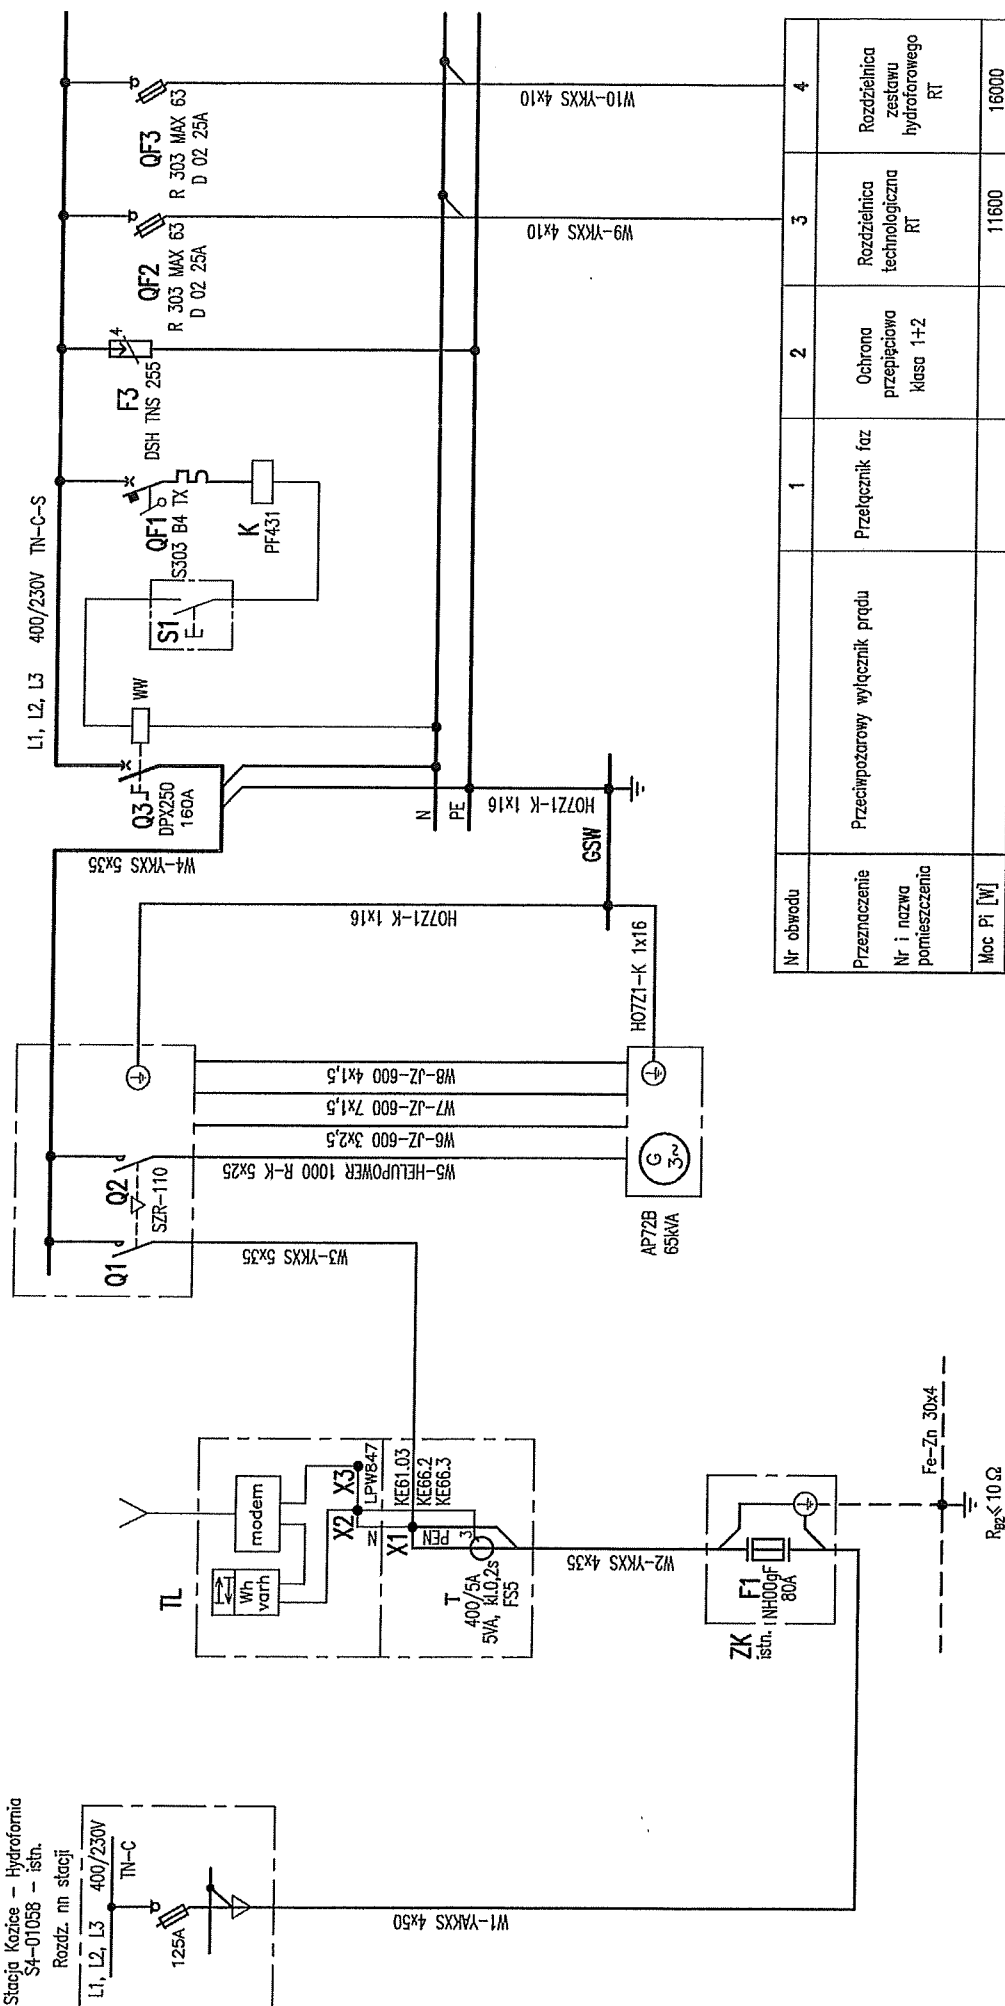 Stacja Kozice – Hydrofornia
S4-01058 – istn.
Rozdz. nn stacji
L1, L2, L3 400/230V
TN-C
125A
W1-YAKXS 4x50
TL
modem
Wh
varh
X2
X3
LPW847
N
X1
PEN
KE61.03
KE66.2
KE66.3
3
T
400/5A
5VA, kl.0,2s
FS5
W2-YKXS 4x35
ZK
istn.
F1
NH00gF
80A
Fe-Zn 30x4
RB2≤10 Ω
Q1
Q2
SZR-110
W3-YKXS 5x35
W5-HELUPOWER 1000 R-K 5x25
W6-JZ-600 3x2,5
W7-JZ-600 7x1,5
W8-JZ-600 4x1,5
G
3~
AP72B
65kVA
H07Z1-K 1x16
H07Z1-K 1x16
GSW
H07Z1-K 1x16
W4-YKXS 5x35
L1, L2, L3 400/230V TN-C-S
Q3
DPX250
160A
WW
N
PE
S1
QF1
S303 B4 TX
K
PF431
F3
DSH TNS 255
4
QF2
R 303 MAX 63
D 02 25A
W9-YKXS 4x10
QF3
R 303 MAX 63
D 02 25A
W10-YKXS 4x10
Nr obwodu
1
2
3
4
Przeznaczenie
Nr i nazwa
pomieszczenia
Przeciwpożarowy wyłącznik prądu
Przełącznik faz
Ochrona
przepięciowa
klasa 1+2
Rozdzielnica
technologiczna
RT
Rozdzielnica
zestawu
hydroforowego
RT
Moc Pi [W]
11600
16000